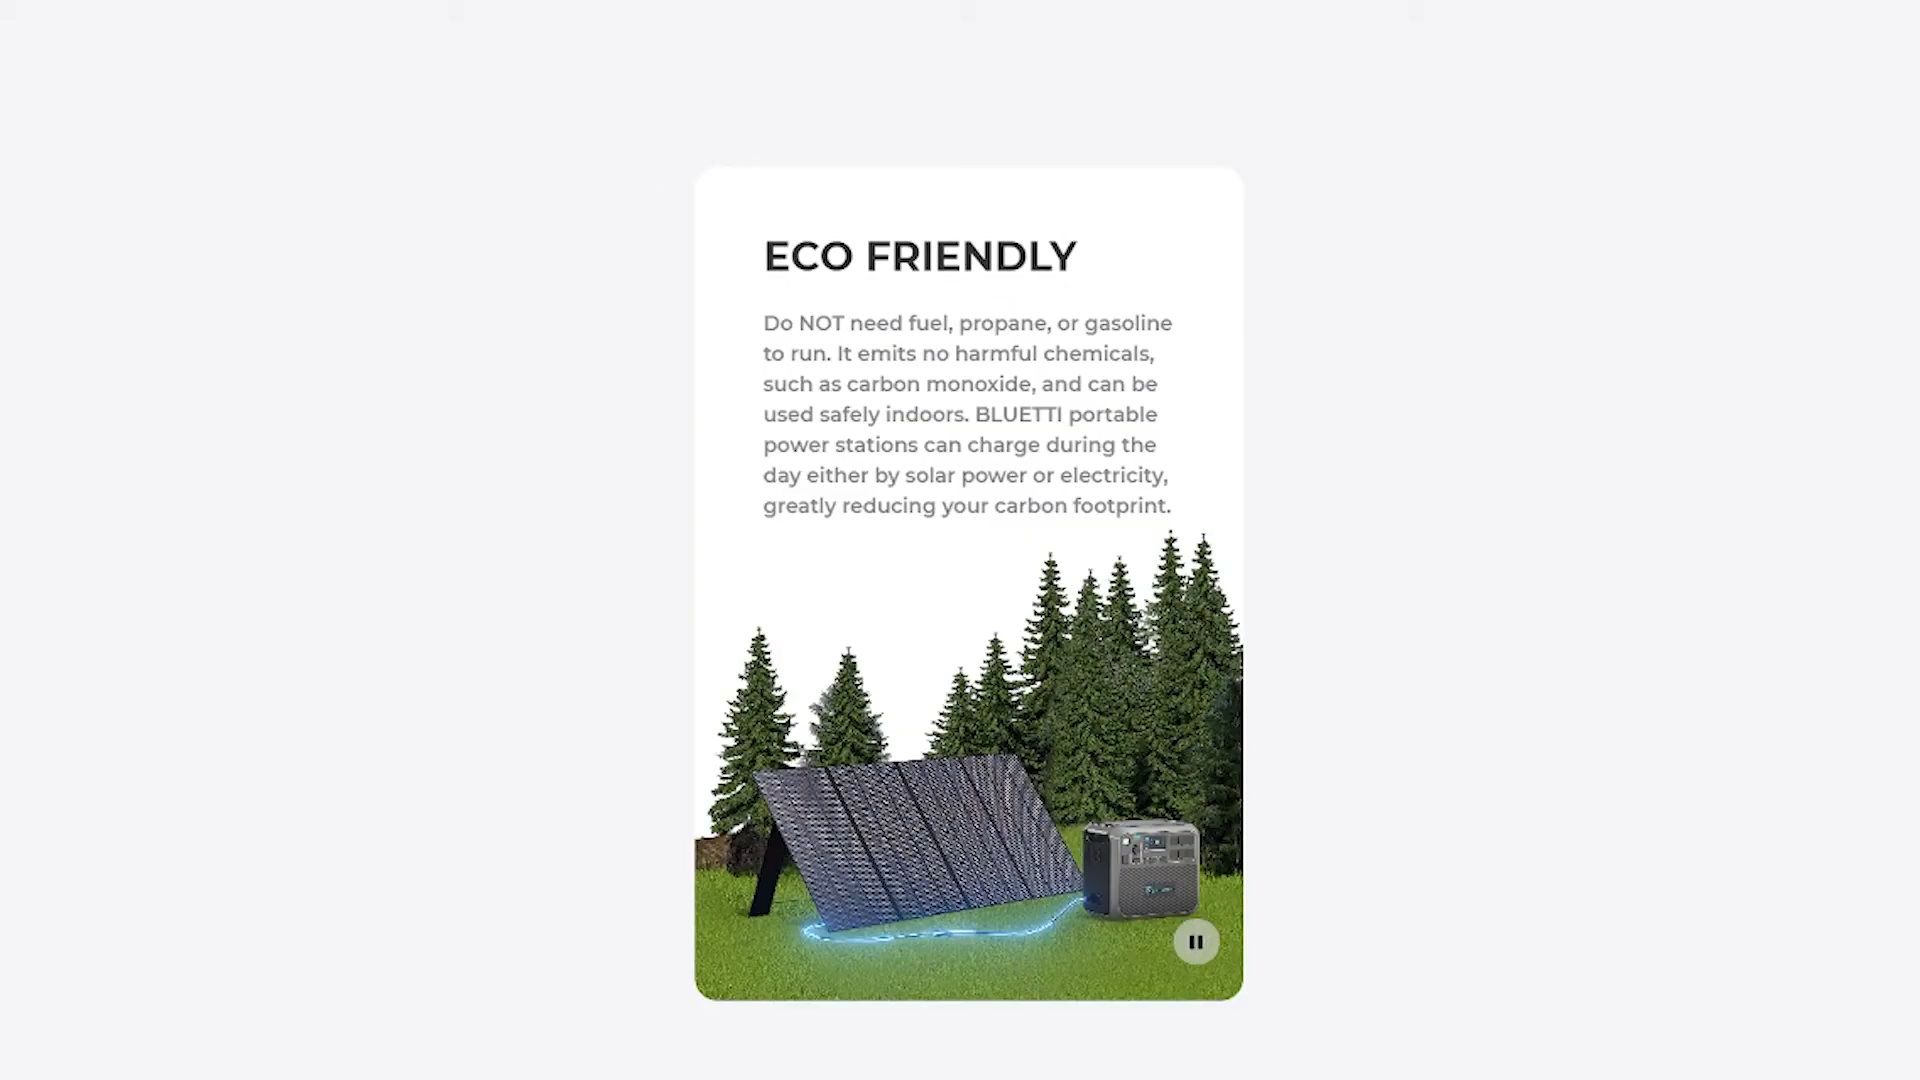 ECO FRIENDLY
Do NOT need fuel, propane, or gasoline
to run. It emits no harmful chemicals,
such as carbon monoxide, and can be
used safely indoors. BLUETTI portable
power stations can charge during the
day either by solar power or electricity,
greatly reducing your carbon footprint.